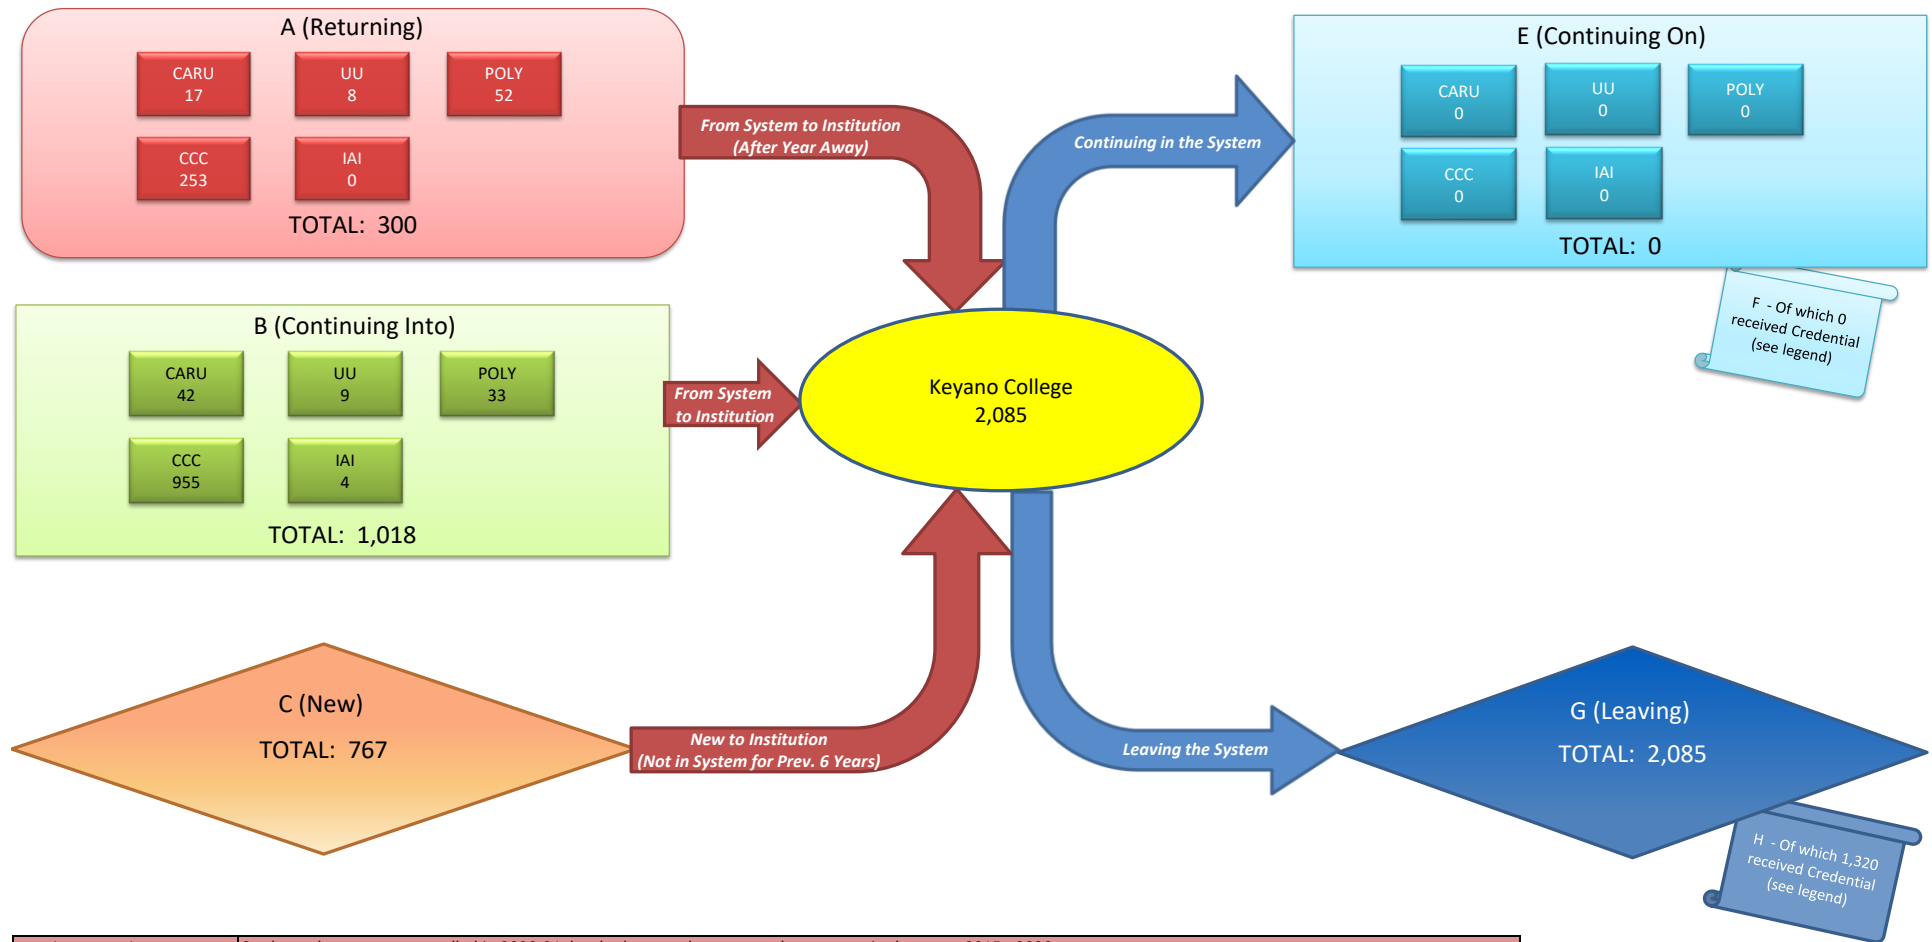 A (Returning)
CARU
17
UU
8
POLY
52
CCC
253
IAI
0
TOTAL: 300
From System to Institution
(After Year Away)
B (Continuing Into)
CARU
42
UU
9
POLY
33
CCC
955
IAI
4
TOTAL: 1,018
From System
to Institution
C (New)
TOTAL: 767
New to Institution
(Not in System for Prev. 6 Years)
Keyano College
2,085
Continuing in the System
E (Continuing On)
CARU
0
UU
0
POLY
0
CCC
0
IAI
0
TOTAL: 0
F - Of which 0
received Credential
(see legend)
Leaving the System
G (Leaving)
TOTAL: 2,085
H - Of which 1,320
received Credential
(see legend)